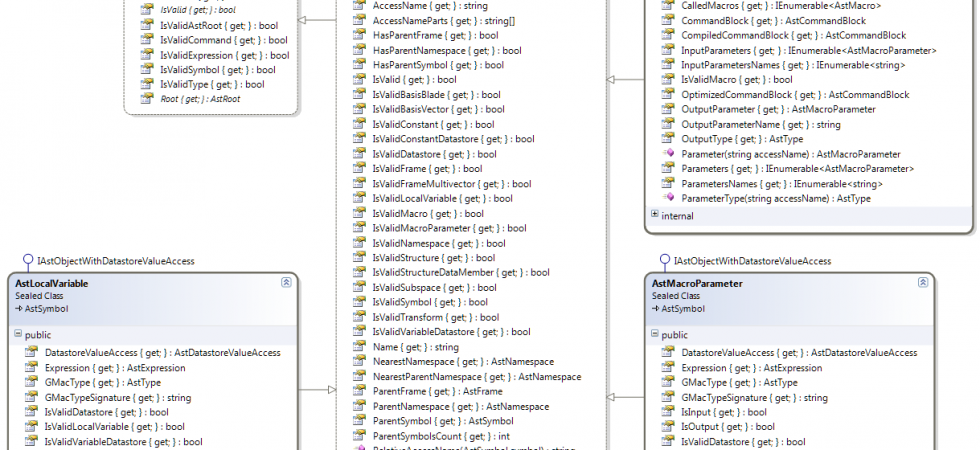 IsValid { get; } : bool
IsValidAstRoot { get; } : bool
IsValidCommand { get; } : bool
IsValidExpression { get; } : bool
IsValidSymbol { get; } : bool
IsValidType { get; } : bool
Root { get; } : AstRoot
AccessName { get; } : string
AccessNameParts { get; } : string[]
HasParentFrame { get; } : bool
HasParentNamespace { get; } : bool
HasParentSymbol { get; } : bool
IsValid { get; } : bool
IsValidBasisBlade { get; } : bool
IsValidBasisVector { get; } : bool
IsValidConstant { get; } : bool
IsValidConstantDatastore { get; } : bool
IsValidDatastore { get; } : bool
IsValidFrame { get; } : bool
IsValidFrameMultivector { get; } : bool
IsValidLocalVariable { get; } : bool
IsValidMacro { get; } : bool
IsValidMacroParameter { get; } : bool
IsValidNamespace { get; } : bool
IsValidStructure { get; } : bool
IsValidStructureDataMember { get; } : bool
IsValidSubspace { get; } : bool
IsValidSymbol { get; } : bool
IsValidTransform { get; } : bool
IsValidVariableDatastore { get; } : bool
Name { get; } : string
NearestNamespace { get; } : AstNamespace
NearestParentNamespace { get; } : AstNamespace
ParentFrame { get; } : AstFrame
ParentNamespace { get; } : AstNamespace
ParentSymbol { get; } : AstSymbol
ParentSymbolsCount { get; } : int
RelativeAccessName(AstSymbol symbol) : string
CalledMacros { get; } : IEnumerable<AstMacro>
CommandBlock { get; } : AstCommandBlock
CompiledCommandBlock { get; } : AstCommandBlock
InputParameters { get; } : IEnumerable<AstMacroParameter>
InputParametersNames { get; } : IEnumerable<string>
IsValidMacro { get; } : bool
OptimizedCommandBlock { get; } : AstCommandBlock
OutputParameter { get; } : AstMacroParameter
OutputParameterName { get; } : string
OutputType { get; } : AstType
Parameter(string accessName) : AstMacroParameter
Parameters { get; } : IEnumerable<AstMacroParameter>
ParametersNames { get; } : IEnumerable<string>
ParameterType(string accessName) : AstType
internal
IAstObjectWithDatastoreValueAccess
AstLocalVariable
Sealed Class
AstSymbol
public
DatastoreValueAccess { get; } : AstDatastoreValueAccess
Expression { get; } : AstExpression
GMacType { get; } : AstType
GMacTypeSignature { get; } : string
IsValidDatastore { get; } : bool
IsValidLocalVariable { get; } : bool
IsValidVariableDatastore { get; } : bool
IAstObjectWithDatastoreValueAccess
AstMacroParameter
Sealed Class
AstSymbol
public
DatastoreValueAccess { get; } : AstDatastoreValueAccess
Expression { get; } : AstExpression
GMacType { get; } : AstType
GMacTypeSignature { get; } : string
IsInput { get; } : bool
IsOutput { get; } : bool
IsValidDatastore { get; } : bool